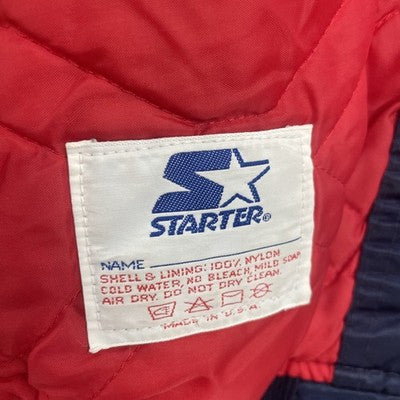 STARTER®
NAME
SHELL & LINING: 100% NYLON
COLD WATER, NO BLEACH, MILD SOAP
AIR DRY. DO NOT DRY CLEAN.
MADE IN U.S.A.